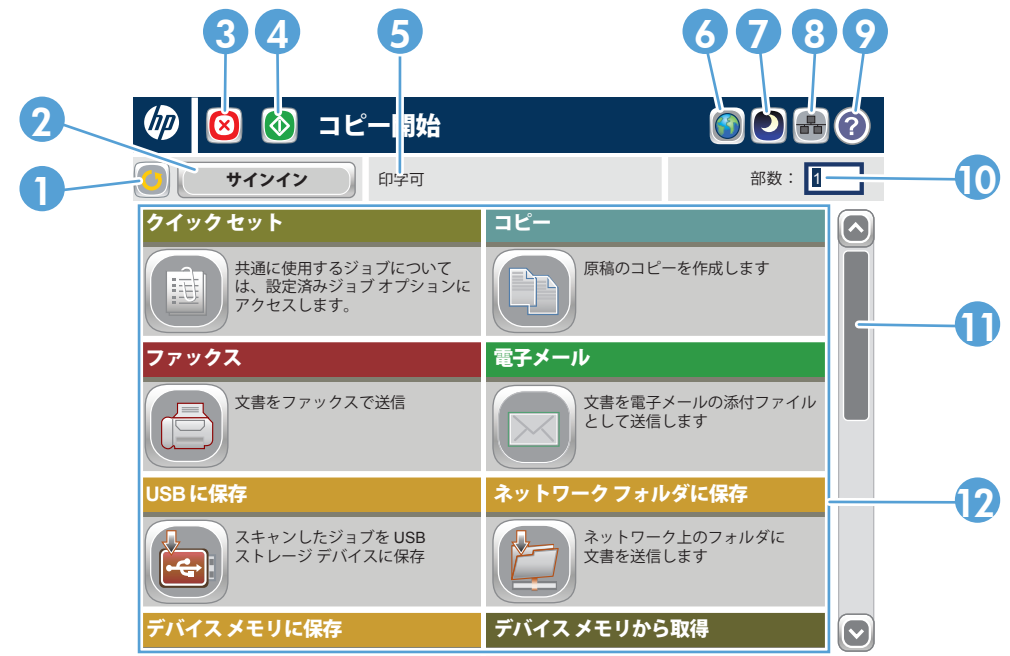 3 4 5 6 7 8 9
2
hp コピー開始 ?
1 サインイン 印字可 部数： 1 10
クイック セット コピー
共通に使用するジョブについて
は、設定済みジョブ オプションに
アクセスします。
原稿のコピーを作成します
11
ファックス 電子メール
文書をファックスで送信
文書を電子メールの添付ファイル
として送信します
USB に保存 ネットワーク フォルダに保存
12
スキャンしたジョブを USB
ストレージ デバイスに保存
ネットワーク上のフォルダに
文書を送信します
デバイス メモリに保存 デバイス メモリから取得